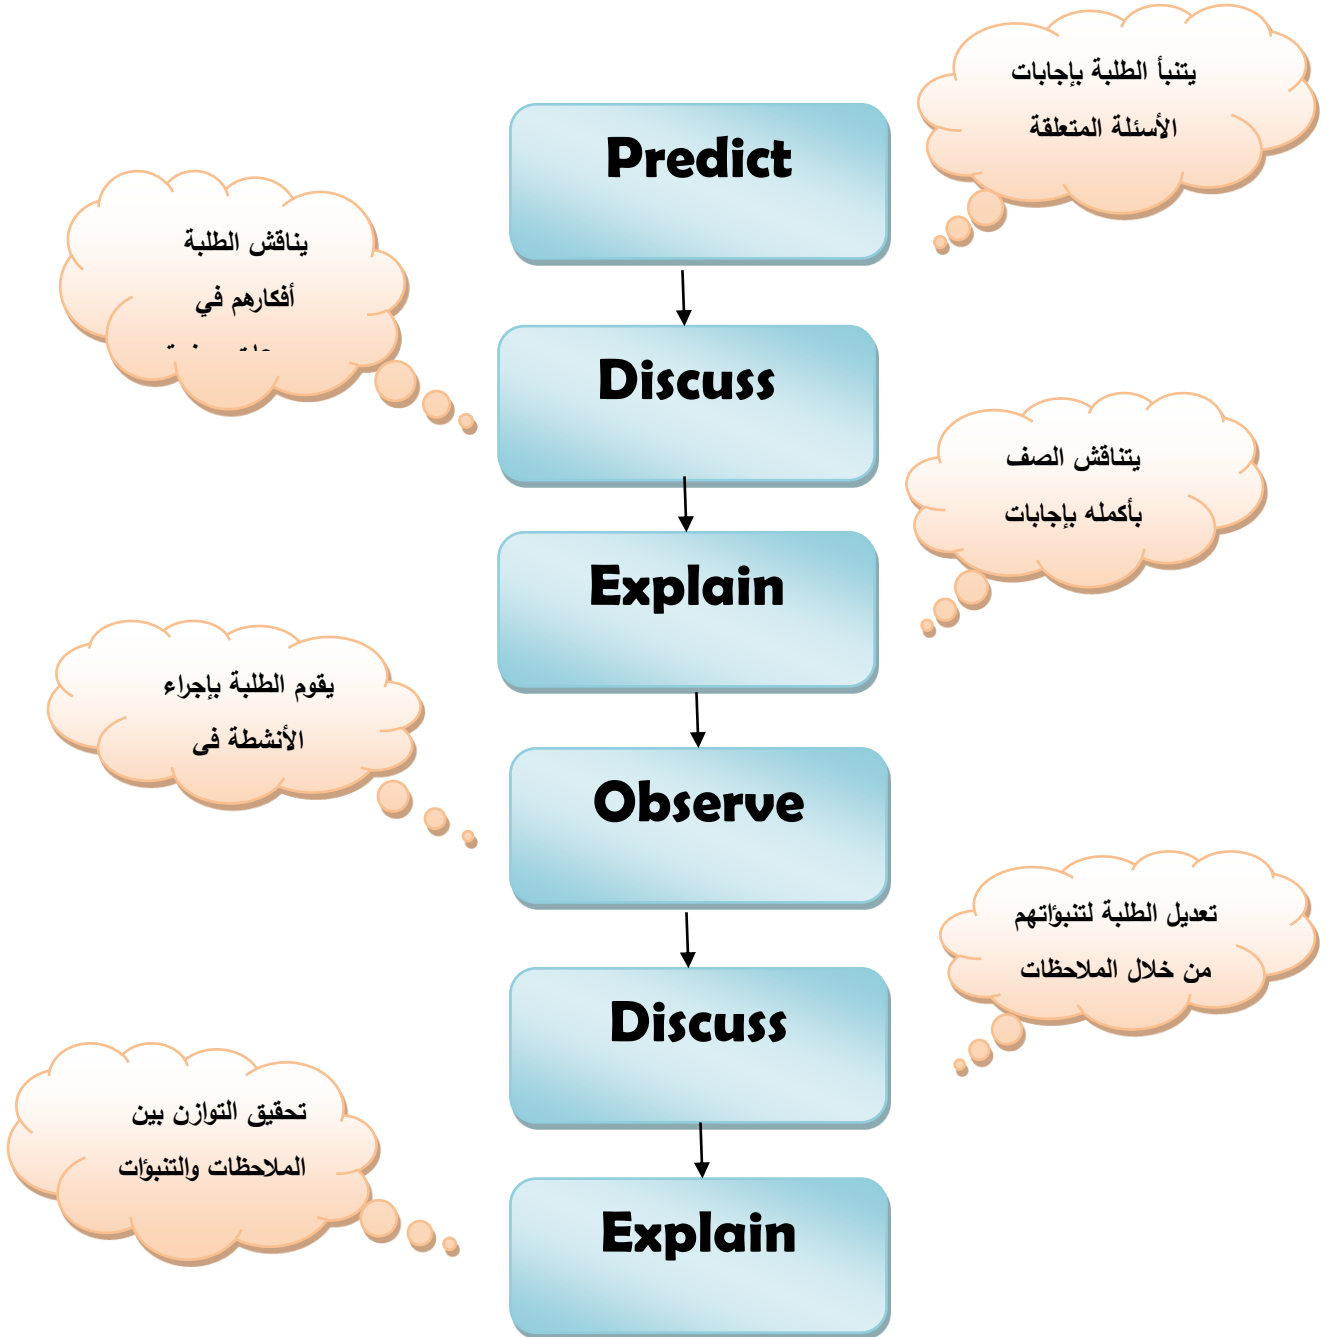 يتنبأ الطلبة بإجابات
الأسئلة المتعلقة
Predict
يناقش الطلبة
أفكارهم في
Discuss
يتناقش الصف
بأكمله بإجابات
Explain
يقوم الطلبة بإجراء
الأنشطة فى
Observe
تعديل الطلبة لتنبؤاتهم
من خلال الملاحظات
Discuss
تحقيق التوازن بين
الملاحظات والتنبؤات
Explain